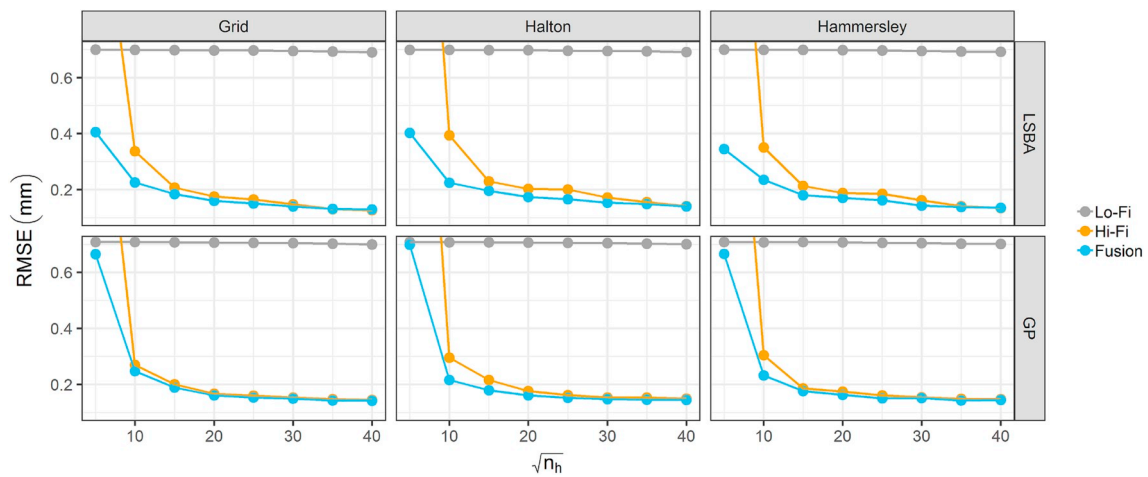 Grid Halton Hammersley
0.6
0.4
0.2
LSBA
RMSE (mm)
Lo-Fi
Hi-Fi
Fusion
0.6
0.4
0.2
GP
10 20 30 40 10 20 30 40 10 20 30 40
√n_h